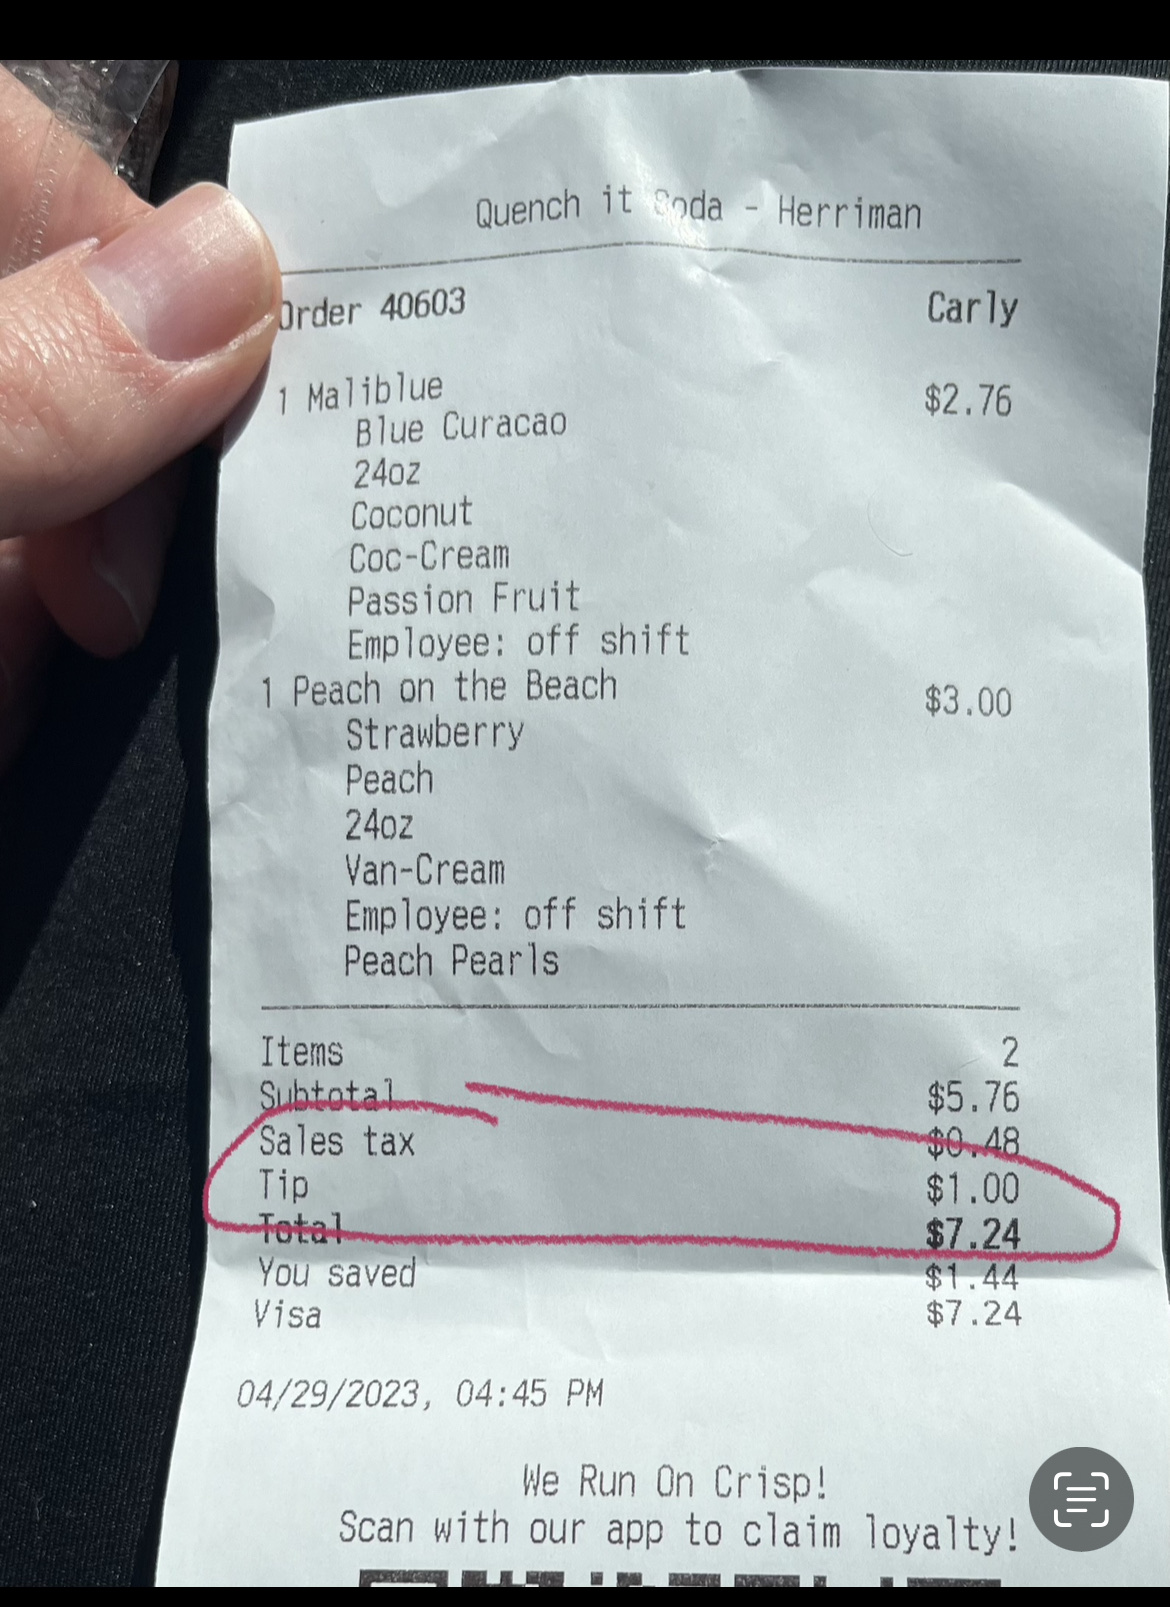 Quench it Soda - Herriman
Order 40603 Carly
1 Maliblue $2.76
Blue Curacao
24oz
Coconut
Coc-Cream
Passion Fruit
Employee: off shift
1 Peach on the Beach $3.00
Strawberry
Peach
24oz
Van-Cream
Employee: off shift
Peach Pearls
Items 2
Subtotal $5.76
Sales tax $0.48
Tip $1.00
Total $7.24
You saved $1.44
Visa $7.24
04/29/2023, 04:45 PM
We Run On Crisp!
Scan with our app to claim loyalty!